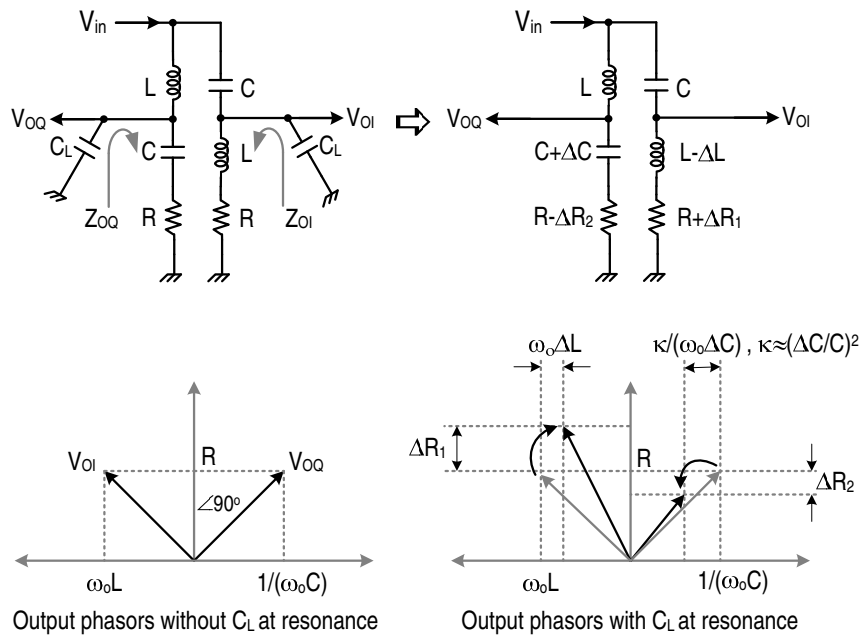 Vin
Vin
L
C
L
C
VOQ
VOI
VOQ
VOI
CL
C
L
CL
C+ΔC
L-ΔL
ZOQ
R
R
ZOI
R-ΔR2
R+ΔR1
ωoΔL
κ/(ωoΔC) , κ≈(ΔC/C)²
VOI
R
VOQ
ΔR1
R
ΔR2
∠90º
ωoL
1/(ωoC)
ωoL
1/(ωoC)
Output phasors without CL at resonance
Output phasors with CL at resonance